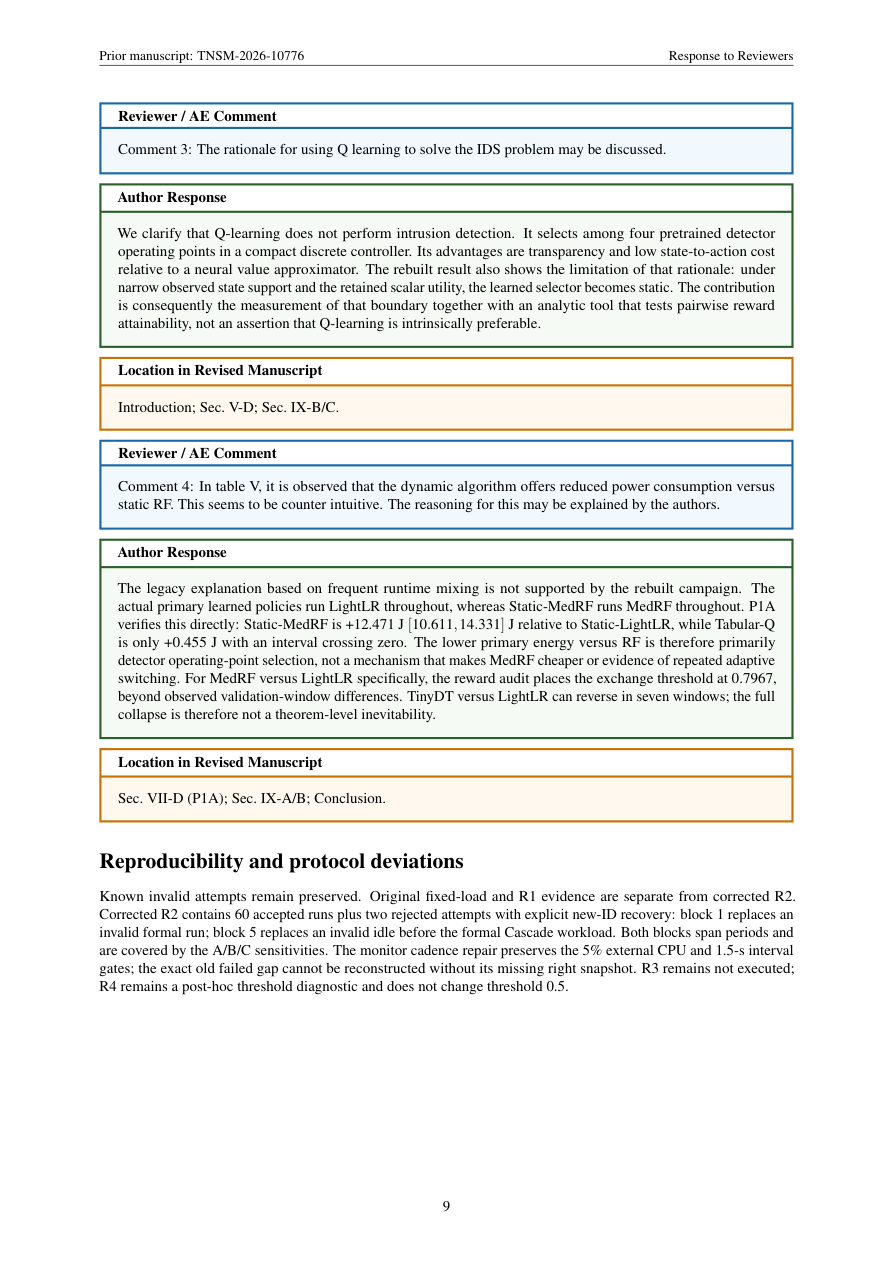 Prior manuscript: TNSM-2026-10776
Response to Reviewers
Reviewer / AE Comment
Comment 3: The rationale for using Q learning to solve the IDS problem may be discussed.
Author Response
We clarify that Q-learning does not perform intrusion detection. It selects among four pretrained detector
operating points in a compact discrete controller. Its advantages are transparency and low state-to-action cost
relative to a neural value approximator. The rebuilt result also shows the limitation of that rationale: under
narrow observed state support and the retained scalar utility, the learned selector becomes static. The contribution
is consequently the measurement of that boundary together with an analytic tool that tests pairwise reward
attainability, not an assertion that Q-learning is intrinsically preferable.
Location in Revised Manuscript
Introduction; Sec. V-D; Sec. IX-B/C.
Reviewer / AE Comment
Comment 4: In table V, it is observed that the dynamic algorithm offers reduced power consumption versus
static RF. This seems to be counter intuitive. The reasoning for this may be explained by the authors.
Author Response
The legacy explanation based on frequent runtime mixing is not supported by the rebuilt campaign. The
actual primary learned policies run LightLR throughout, whereas Static-MedRF runs MedRF throughout. P1A
verifies this directly: Static-MedRF is +12.471 J [10.611, 14.331] J relative to Static-LightLR, while Tabular-Q
is only +0.455 J with an interval crossing zero. The lower primary energy versus RF is therefore primarily
detector operating-point selection, not a mechanism that makes MedRF cheaper or evidence of repeated adaptive
switching. For MedRF versus LightLR specifically, the reward audit places the exchange threshold at 0.7967,
beyond observed validation-window differences. TinyDT versus LightLR can reverse in seven windows; the full
collapse is therefore not a theorem-level inevitability.
Location in Revised Manuscript
Sec. VII-D (P1A); Sec. IX-A/B; Conclusion.
Reproducibility and protocol deviations
Known invalid attempts remain preserved. Original fixed-load and R1 evidence are separate from corrected R2.
Corrected R2 contains 60 accepted runs plus two rejected attempts with explicit new-ID recovery: block 1 replaces an
invalid formal run; block 5 replaces an invalid idle before the formal Cascade workload. Both blocks span periods and
are covered by the A/B/C sensitivities. The monitor cadence repair preserves the 5% external CPU and 1.5-s interval
gates; the exact old failed gap cannot be reconstructed without its missing right snapshot. R3 remains not executed;
R4 remains a post-hoc threshold diagnostic and does not change threshold 0.5.
9